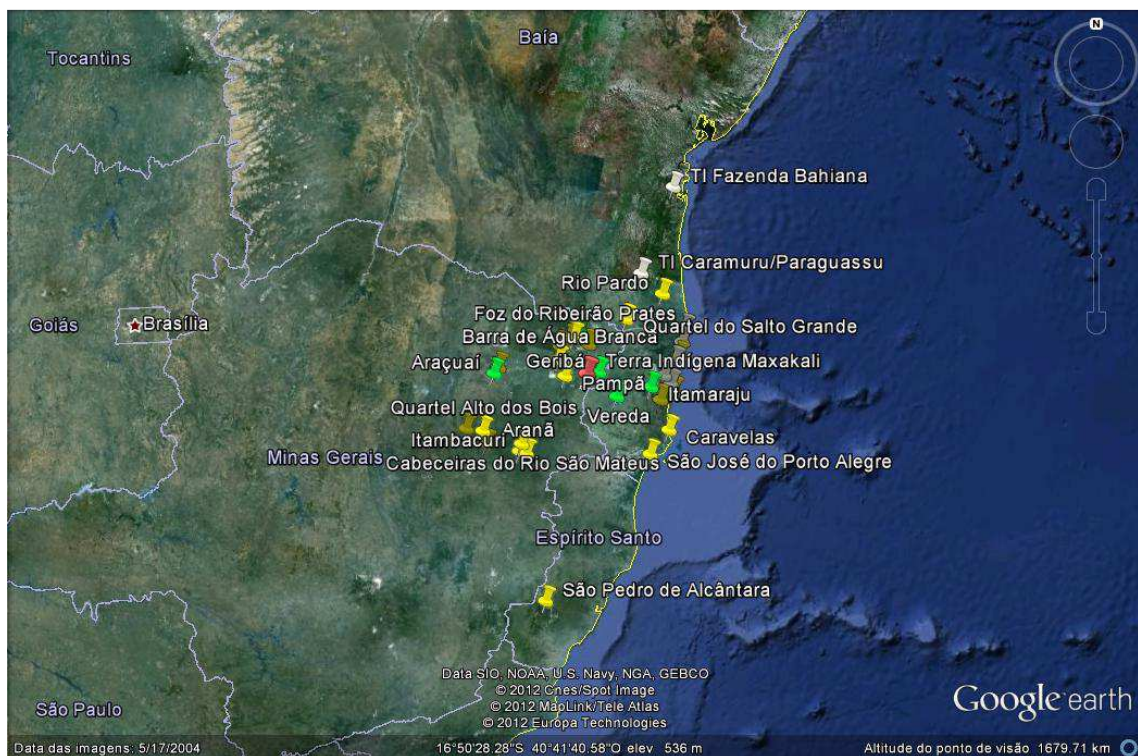 N
Baía
Tocantins
TI Fazenda Bahiana
TI Caramuru/Paraguassu
Rio Pardo
Foz do Ribeirão Prates
Goiás
Brasília
Quartel do Salto Grande
Barra de Água Branca
Araçuaí
Geribá
Terra Indígena Maxakali
Pampã
Itamaraju
Quartel Alto dos Bois
Vereda
Aranã
Itambacuri
Caravelas
Minas Gerais
Cabeceiras do Rio São Mateus
São José do Porto Alegre
Espírito Santo
São Pedro de Alcântara
Data SIO, NOAA, U.S. Navy, NGA, GEBCO
© 2012 Cnes/Spot Image
© 2012 MapLink/Tele Atlas
© 2012 Europa Technologies
São Paulo
Google earth
Data das imagens: 5/17/2004
16°50'28.28"S 40°41'40.58"O elev 536 m
Altitude do ponto de visão 1679.71 km